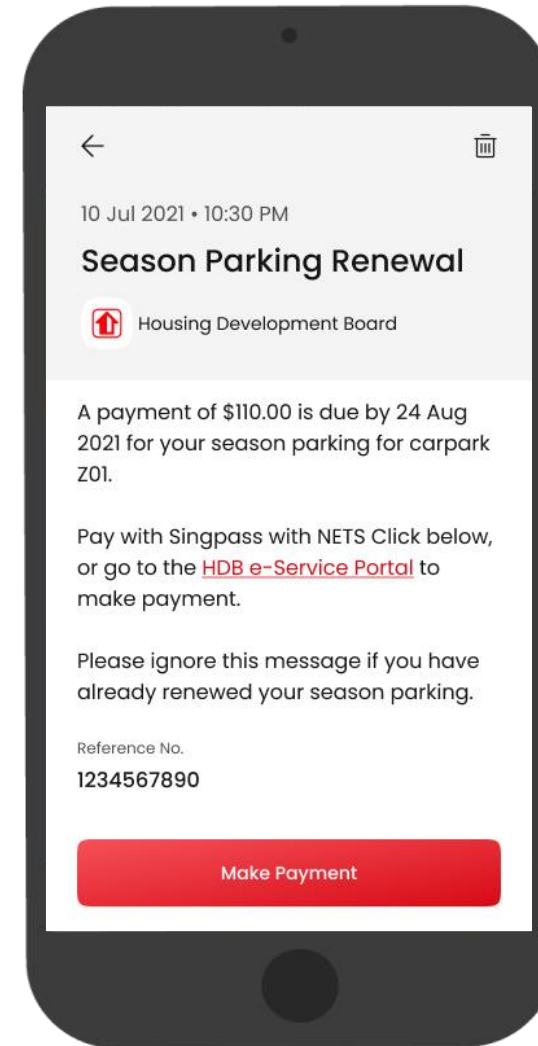 10 Jul 2021 • 10:30 PM
Season Parking Renewal
Housing Development Board
A payment of $110.00 is due by 24 Aug
2021 for your season parking for carpark
Z01.
Pay with Singpass with NETS Click below,
or go to the HDB e-Service Portal to
make payment.
Please ignore this message if you have
already renewed your season parking.
Reference No.
1234567890
Make Payment